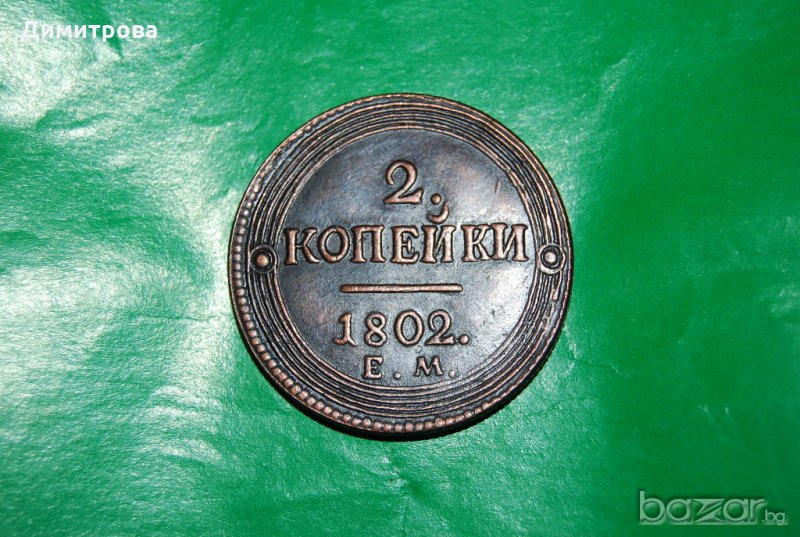 Димитрова
2.
КОПЕЙКИ
1802.
Е. М.
bazar.bg